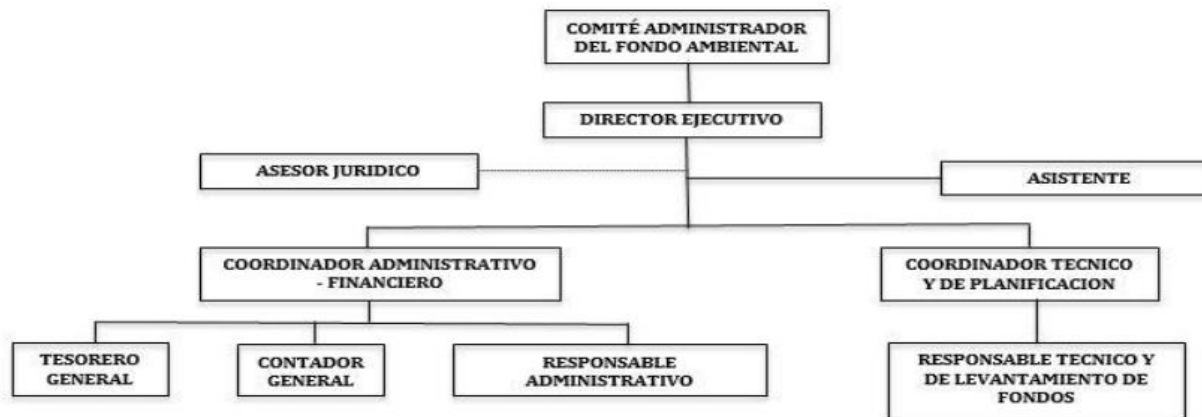 COMITÉ ADMINISTRADOR
DEL FONDO AMBIENTAL
DIRECTOR EJECUTIVO
ASESOR JURIDICO
ASISTENTE
COORDINADOR ADMINISTRATIVO
- FINANCIERO
COORDINADOR TECNICO
Y DE PLANIFICACION
TESORERO
GENERAL
CONTADOR
GENERAL
RESPONSABLE
ADMINISTRATIVO
RESPONSABLE TECNICO Y
DE LEVANTAMIENTO DE
FONDOS